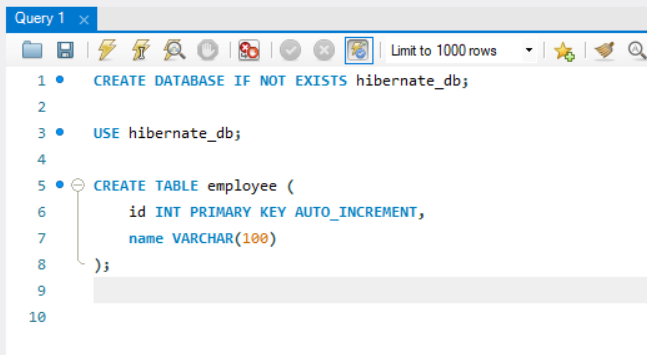 Query 1 ×
Limit to 1000 rows
1 CREATE DATABASE IF NOT EXISTS hibernate_db;
2
3 USE hibernate_db;
4
5 CREATE TABLE employee (
6 id INT PRIMARY KEY AUTO_INCREMENT,
7 name VARCHAR(100)
8 );
9
10